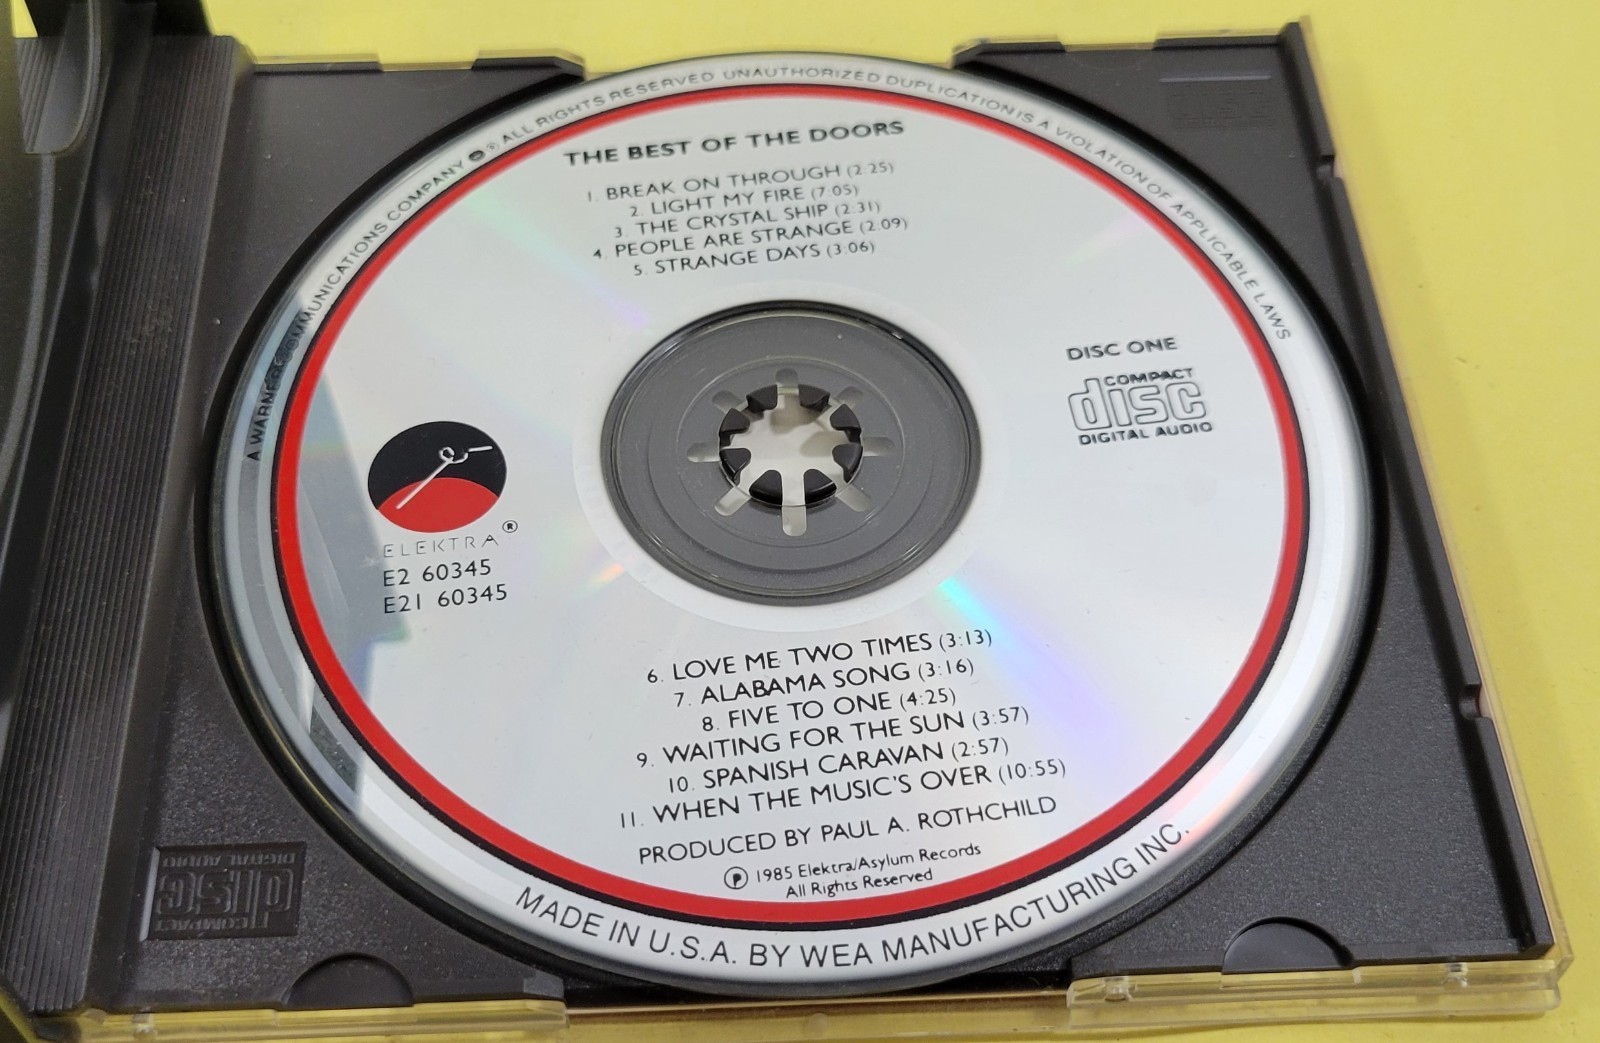 A WARNER COMMUNICATIONS COMPANY ℗ ALL RIGHTS RESERVED UNAUTHORIZED DUPLICATION IS A VIOLATION OF APPLICABLE LAWS
THE BEST OF THE DOORS
1. BREAK ON THROUGH (2:25)
2. LIGHT MY FIRE (7:05)
3. THE CRYSTAL SHIP (2:31)
4. PEOPLE ARE STRANGE (2:09)
5. STRANGE DAYS (3:06)
DISC ONE
COMPACT
disc
DIGITAL AUDIO
ELEKTRA®
E2 60345
E21 60345
6. LOVE ME TWO TIMES (3:13)
7. ALABAMA SONG (3:16)
8. FIVE TO ONE (4:25)
9. WAITING FOR THE SUN (3:57)
10. SPANISH CARAVAN (2:57)
11. WHEN THE MUSIC'S OVER (10:55)
PRODUCED BY PAUL A. ROTHCHILD
℗ 1985 Elektra/Asylum Records
All Rights Reserved
MADE IN U.S.A. BY WEA MANUFACTURING INC.
COMPACT
disc
DIGITAL AUDIO